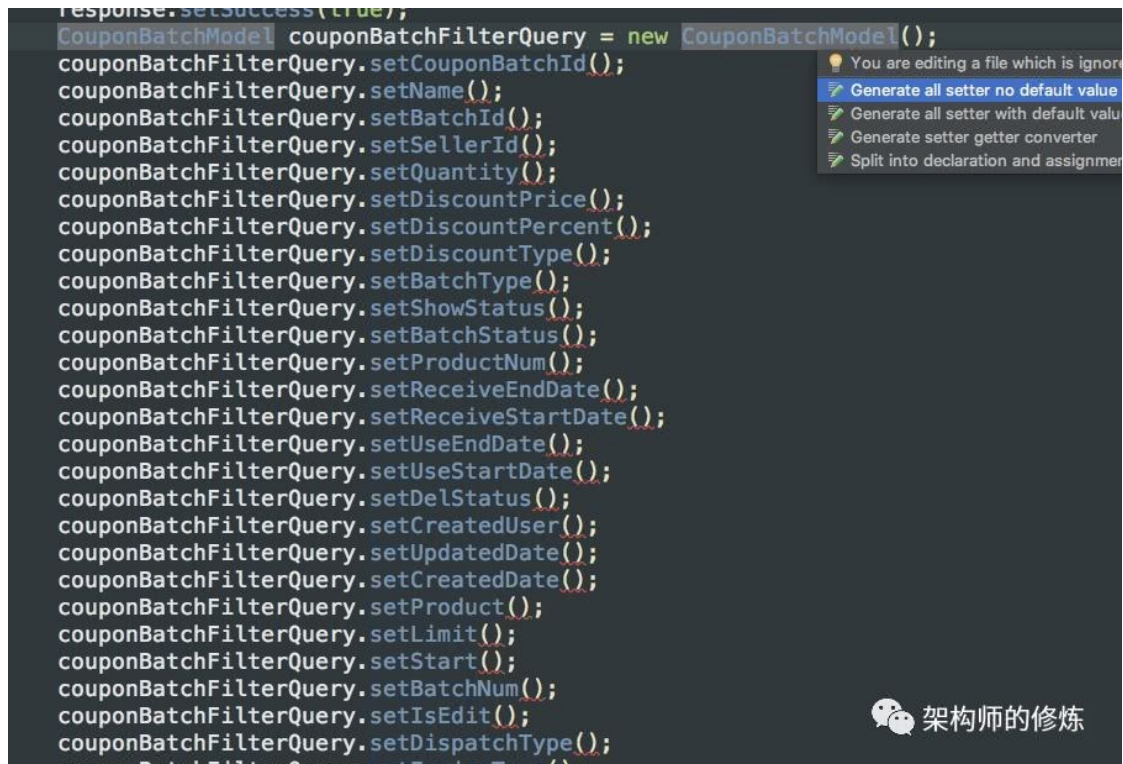 response.setSuccess(true);
CouponBatchModel couponBatchFilterQuery = new CouponBatchModel();
couponBatchFilterQuery.setCouponBatchId();
You are editing a file which is ignore
couponBatchFilterQuery.setName();
Generate all setter no default value
couponBatchFilterQuery.setBatchId();
Generate all setter with default valu
couponBatchFilterQuery.setSellerId();
Generate setter getter converter
couponBatchFilterQuery.setQuantity();
Split into declaration and assignmen
couponBatchFilterQuery.setDiscountPrice();
couponBatchFilterQuery.setDiscountPercent();
couponBatchFilterQuery.setDiscountType();
couponBatchFilterQuery.setBatchType();
couponBatchFilterQuery.setShowStatus();
couponBatchFilterQuery.setBatchStatus();
couponBatchFilterQuery.setProductNum();
couponBatchFilterQuery.setReceiveEndDate();
couponBatchFilterQuery.setReceiveStartDate();
couponBatchFilterQuery.setUseEndDate();
couponBatchFilterQuery.setUseStartDate();
couponBatchFilterQuery.setDelStatus();
couponBatchFilterQuery.setCreatedUser();
couponBatchFilterQuery.setUpdatedDate();
couponBatchFilterQuery.setCreatedDate();
couponBatchFilterQuery.setProduct();
couponBatchFilterQuery.setLimit();
couponBatchFilterQuery.setStart();
couponBatchFilterQuery.setBatchNum();
couponBatchFilterQuery.setIsEdit();
架构师的修炼
couponBatchFilterQuery.setDispatchType();